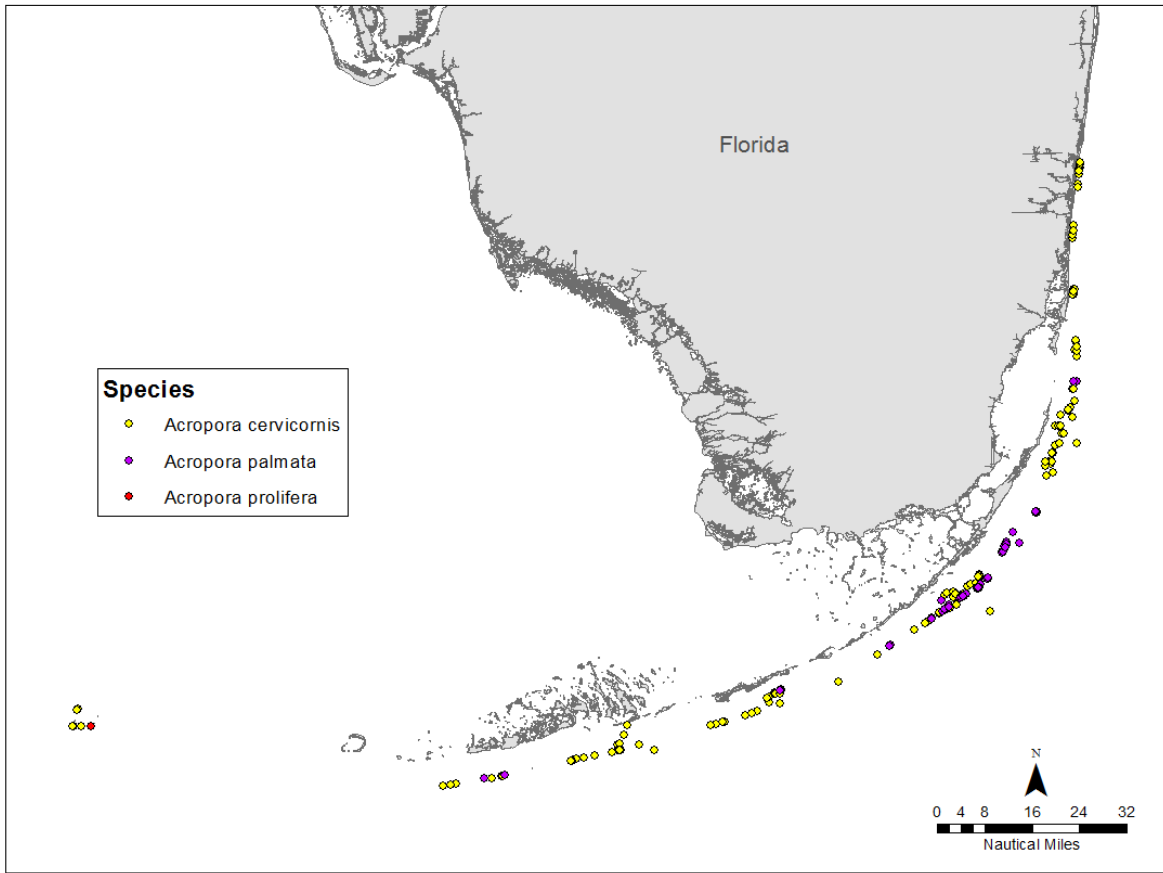 Florida
Species
Acropora cervicornis
Acropora palmata
Acropora prolifera
N
0 4 8 16 24 32
Nautical Miles